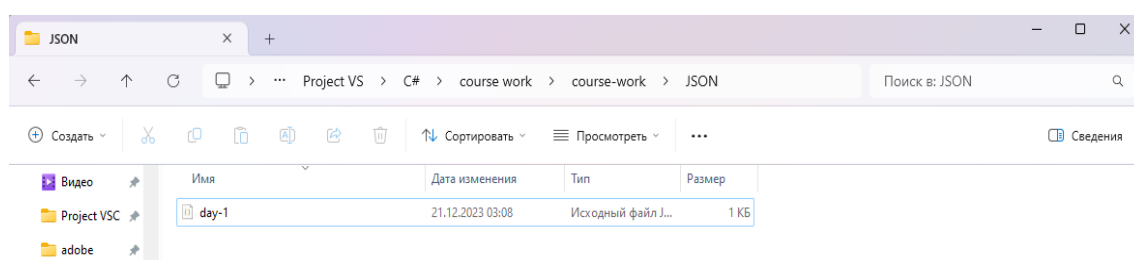 JSON
Project VS > C# > course work > course-work > JSON
Поиск в: JSON
Создать
Сортировать
Просмотреть
Сведения
Имя
Дата изменения
Тип
Размер
Видео
Project VSC
adobe
day-1
21.12.2023 03:08
Исходный файл J...
1 КБ